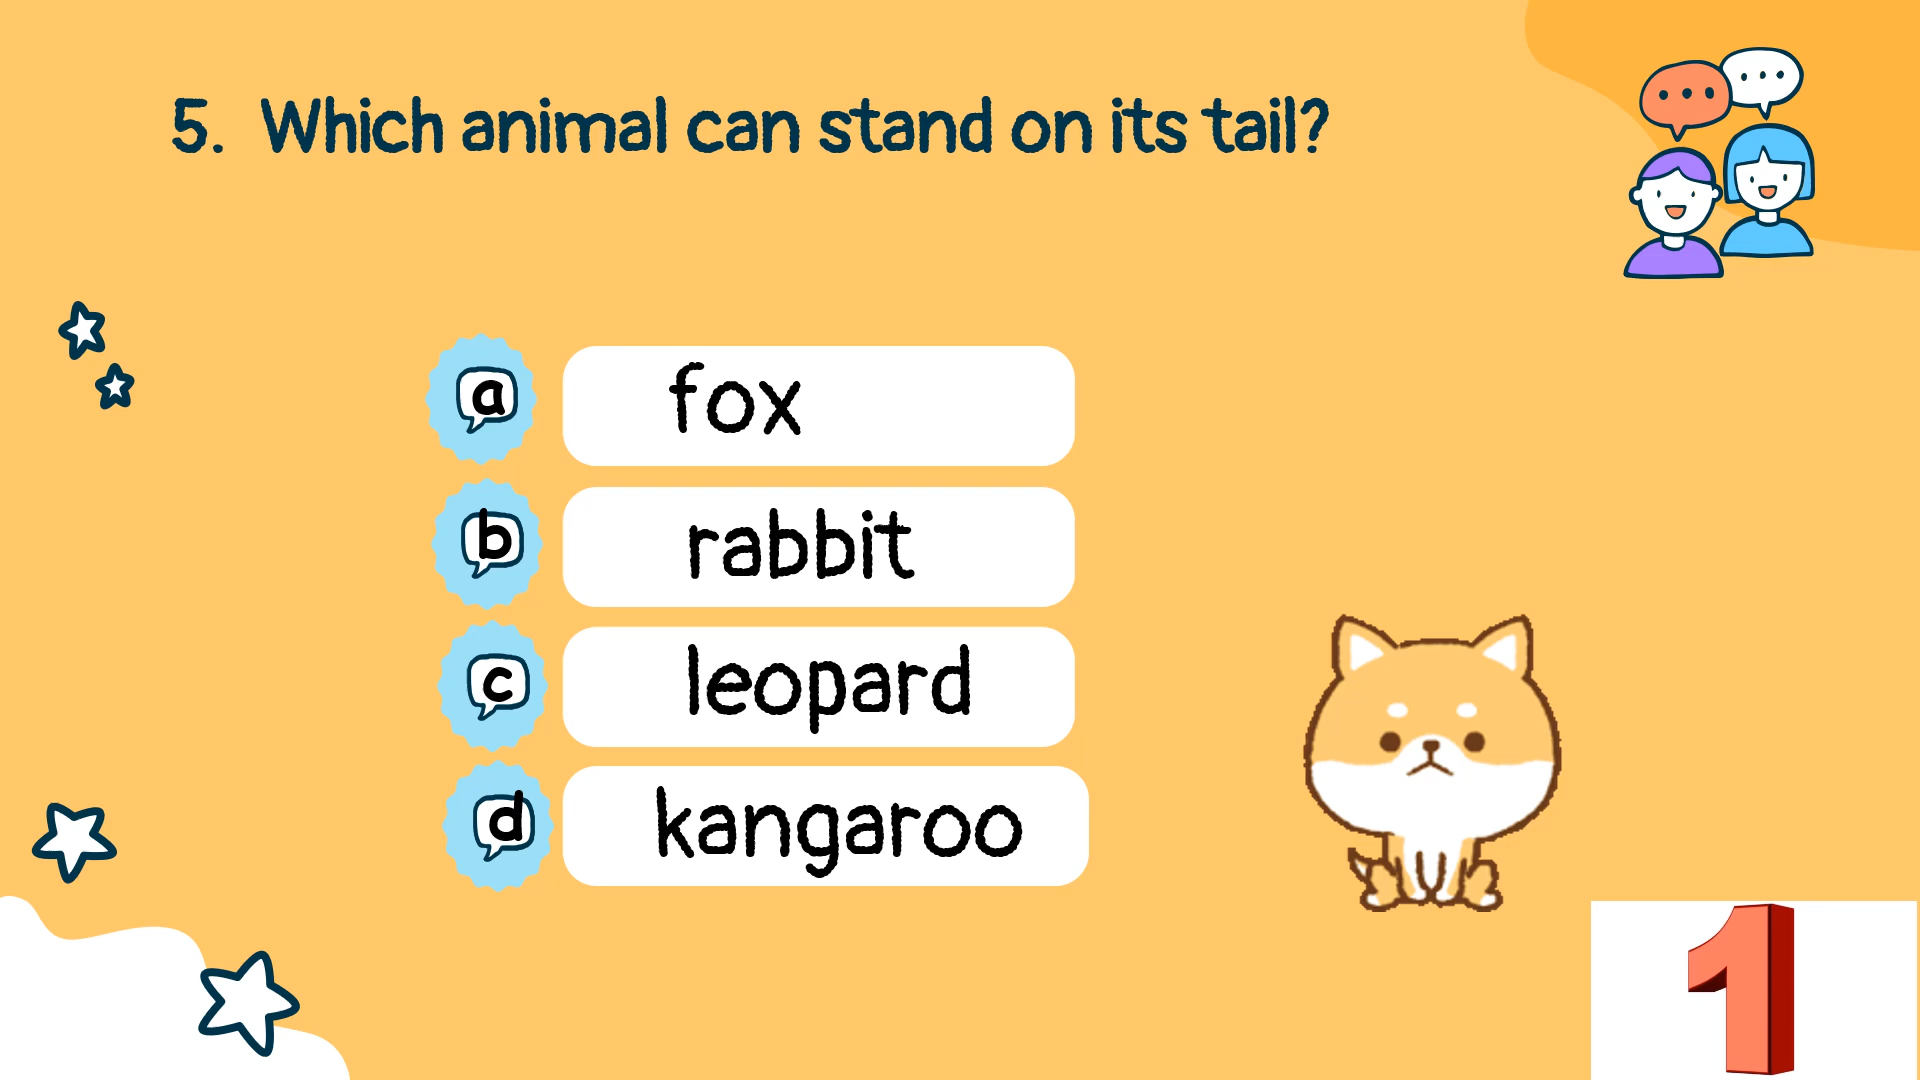 5. Which animal can stand on its tail?
a fox
b rabbit
c leopard
d kangaroo
1